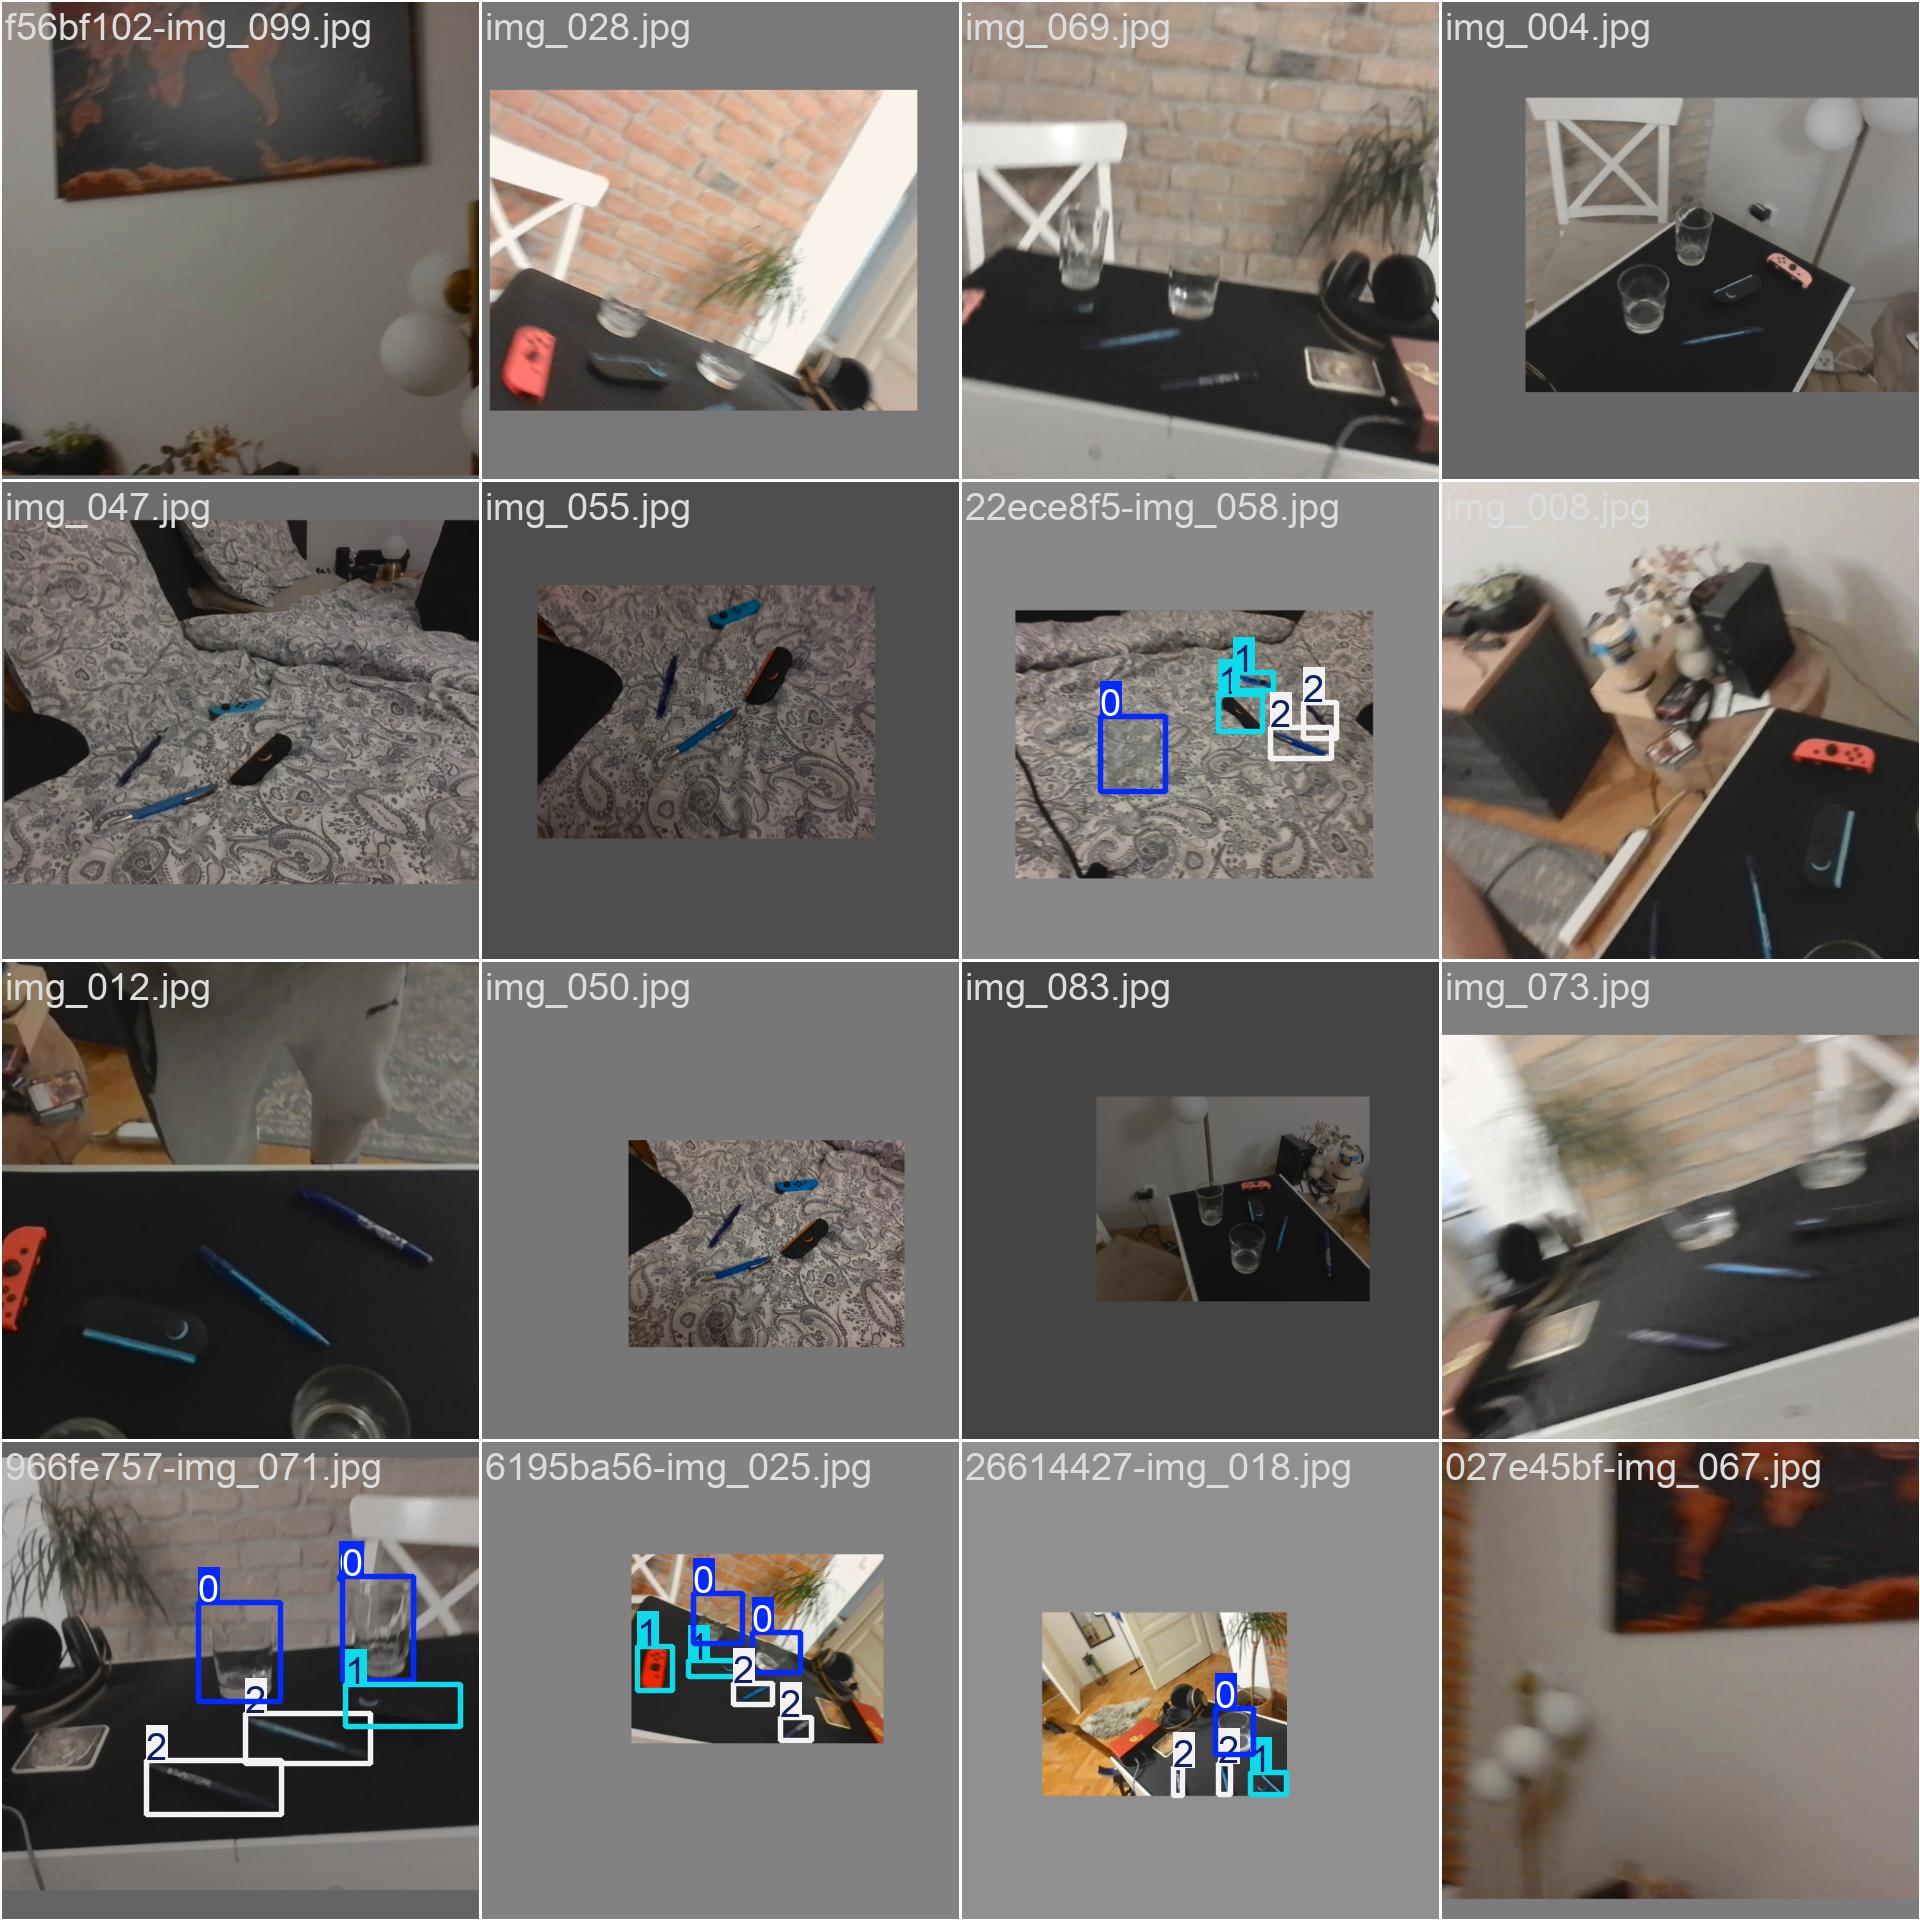 f56bf102-img_099.jpg
img_028.jpg
img_069.jpg
img_004.jpg
img_047.jpg
img_055.jpg
22ece8f5-img_058.jpg
img_008.jpg
1
1
2
0
2
img_012.jpg
img_050.jpg
img_083.jpg
img_073.jpg
966fe757-img_071.jpg
6195ba56-img_025.jpg
26614427-img_018.jpg
027e45bf-img_067.jpg
0
0
1
2
2
0
0
1
1
2
2
0
2
2
1